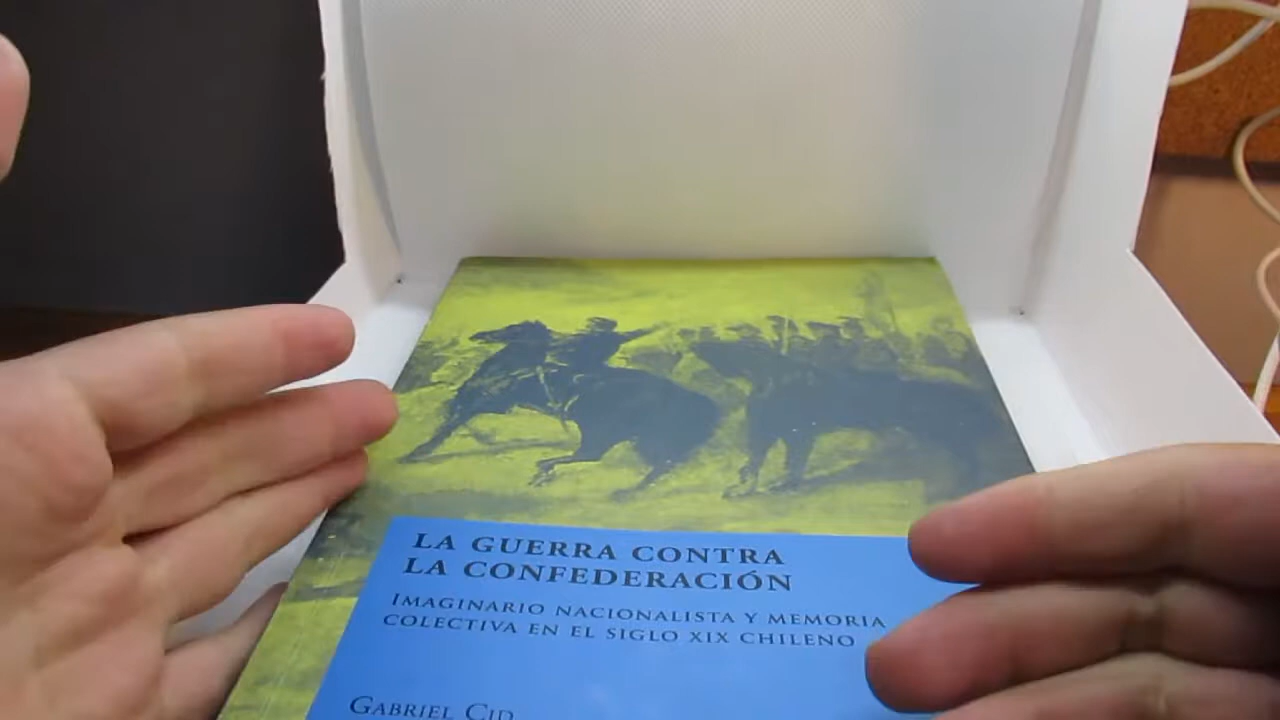 LA GUERRA CONTRA
LA CONFEDERACIÓN
IMAGINARIO NACIONALISTA Y MEMORIA
COLECTIVA EN EL SIGLO XIX CHILENO
GABRIEL CID